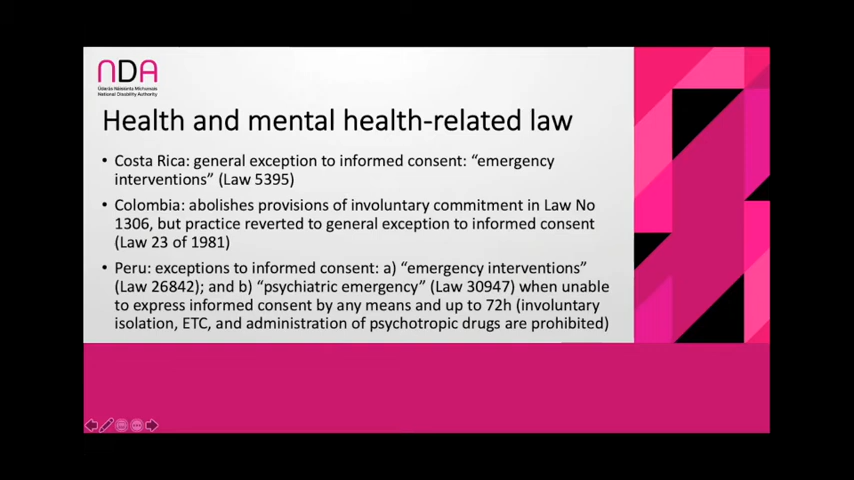 NDA
Údarás Náisiúnta Míchumais
National Disability Authority
Health and mental health-related law
• Costa Rica: general exception to informed consent: “emergency
interventions” (Law 5395)
• Colombia: abolishes provisions of involuntary commitment in Law No
1306, but practice reverted to general exception to informed consent
(Law 23 of 1981)
• Peru: exceptions to informed consent: a) “emergency interventions”
(Law 26842); and b) “psychiatric emergency” (Law 30947) when unable
to express informed consent by any means and up to 72h (involuntary
isolation, ETC, and administration of psychotropic drugs are prohibited)